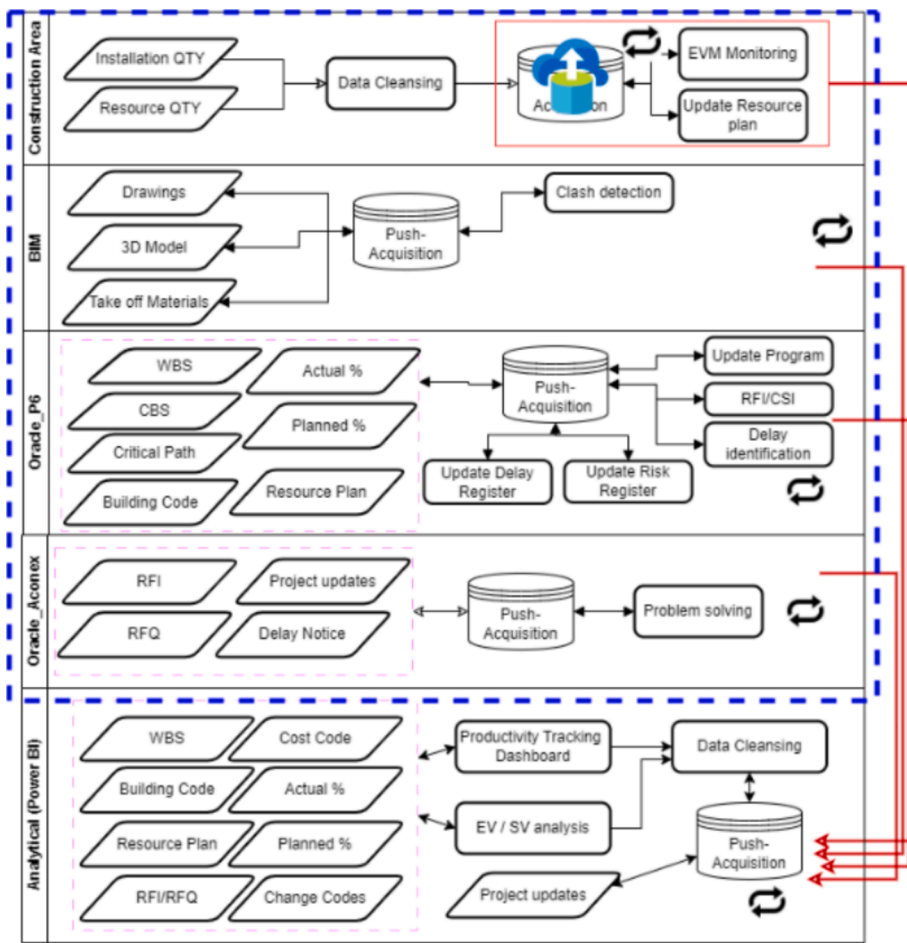 Construction Area
Installation QTY
Resource QTY
Data Cleansing
EVM Monitoring
Update Resource
plan
BIM
Drawings
3D Model
Take off Materials
Push-
Acquisition
Clash detection
Oracle_P6
WBS
CBS
Critical Path
Building Code
Actual %
Planned %
Resource Plan
Push-
Acquisition
Update Delay
Register
Update Risk
Register
Update Program
RFI/CSI
Delay
identification
Oracle_Aconex
RFI
Project updates
RFQ
Delay Notice
Push-
Acquisition
Problem solving
Analytical (Power BI)
WBS
Cost Code
Building Code
Actual %
Resource Plan
Planned %
RFI/RFQ
Change Codes
Productivity Tracking
Dashboard
EV / SV analysis
Project updates
Data Cleansing
Push-
Acquisition